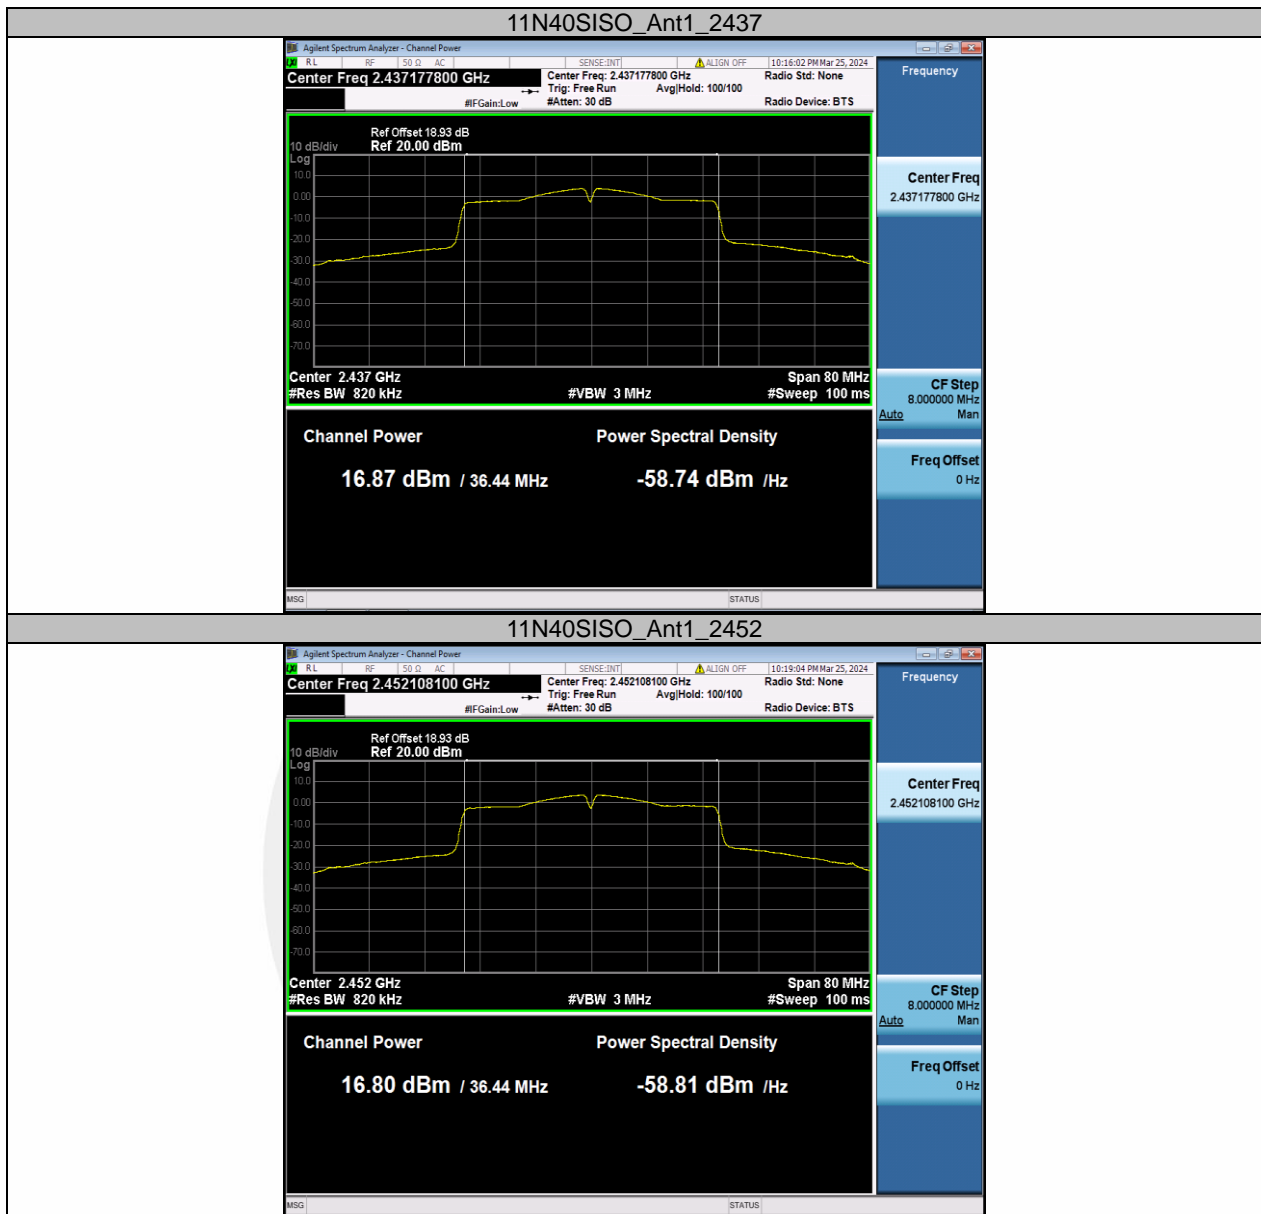 11N40SISO_Ant1_2437
Agilent Spectrum Analyzer - Channel Power
RL RF 50 Ω AC SENSE:INT ALIGN OFF 10:16:02 PM Mar 25, 2024
Center Freq 2.437177800 GHz
Center Freq: 2.437177800 GHz
Radio Std: None
Trig: Free Run Avg|Hold: 100/100
#IFGain:Low #Atten: 30 dB Radio Device: BTS
Frequency
Ref Offset 18.93 dB
10 dB/div Ref 20.00 dBm
Log
10.0
0.00
-10.0
-20.0
-30.0
-40.0
-50.0
-60.0
-70.0
Center Freq
2.437177800 GHz
Center 2.437 GHz Span 80 MHz
#Res BW 820 kHz #VBW 3 MHz #Sweep 100 ms
CF Step
8.000000 MHz
Auto Man
Channel Power Power Spectral Density
16.87 dBm / 36.44 MHz -58.74 dBm /Hz
Freq Offset
0 Hz
MSG STATUS
11N40SISO_Ant1_2452
Agilent Spectrum Analyzer - Channel Power
RL RF 50 Ω AC SENSE:INT ALIGN OFF 10:19:04 PM Mar 25, 2024
Center Freq 2.452108100 GHz
Center Freq: 2.452108100 GHz
Radio Std: None
Trig: Free Run Avg|Hold: 100/100
#IFGain:Low #Atten: 30 dB Radio Device: BTS
Frequency
Ref Offset 18.93 dB
10 dB/div Ref 20.00 dBm
Log
10.0
0.00
-10.0
-20.0
-30.0
-40.0
-50.0
-60.0
-70.0
Center Freq
2.452108100 GHz
Center 2.452 GHz Span 80 MHz
#Res BW 820 kHz #VBW 3 MHz #Sweep 100 ms
CF Step
8.000000 MHz
Auto Man
Channel Power Power Spectral Density
16.80 dBm / 36.44 MHz -58.81 dBm /Hz
Freq Offset
0 Hz
MSG STATUS